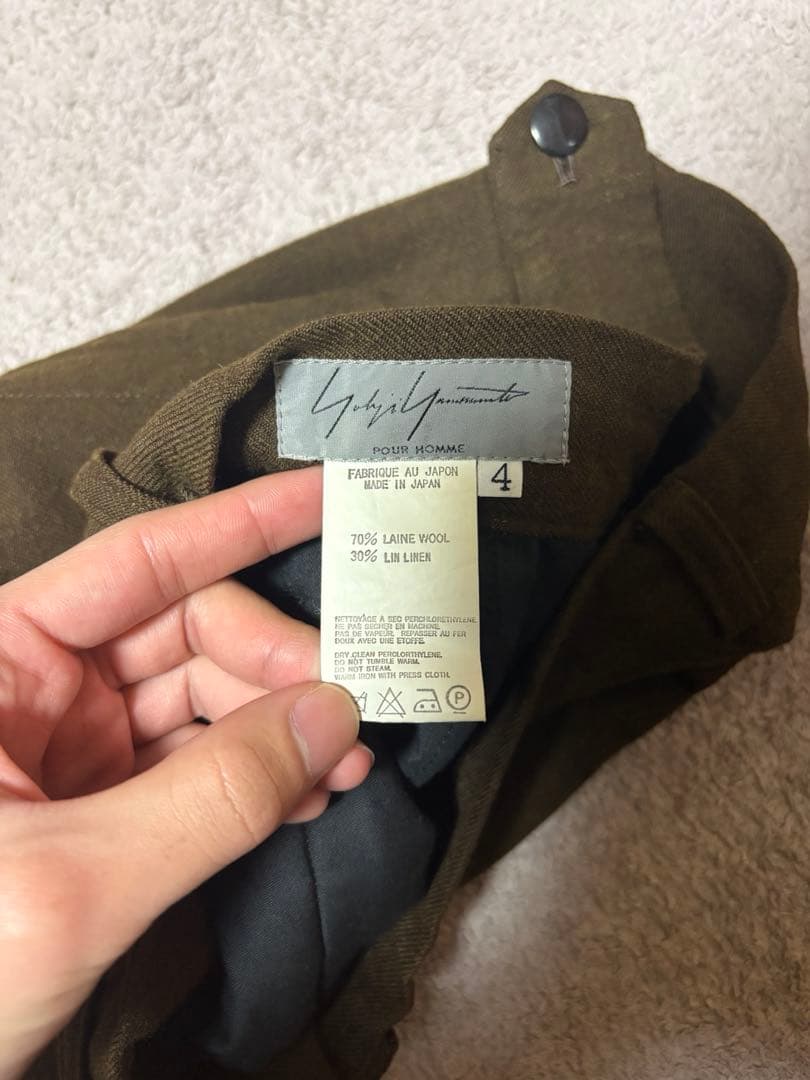 Yohji Yamamoto
POUR HOMME
FABRIQUE AU JAPON
MADE IN JAPAN
4
70% LAINE WOOL
30% LIN LINEN
NETTOYAGE A SEC PERCHLORETHYLENE.
NE PAS SECHER EN MACHINE.
PAS DE VAPEUR. REPASSER AU FER
DOUX AVEC UNE ETOFFE.
DRY CLEAN PERCLORTHYLENE.
DO NOT TUMBLE WARM.
DO NOT STEAM.
WARM IRON WITH PRESS CLOTH.
P